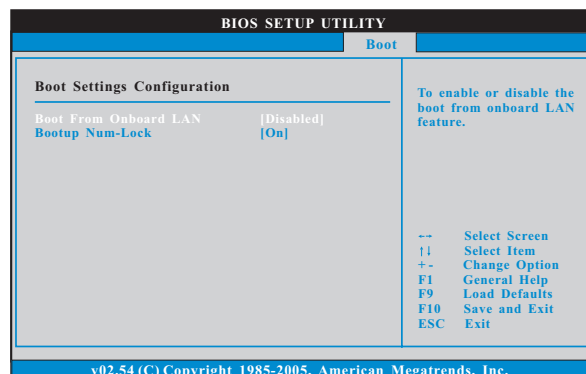 BIOS SETUP UTILITY
Boot
Boot Settings Configuration
Boot From Onboard LAN [Disabled]
Bootup Num-Lock [On]
To enable or disable the
boot from onboard LAN
feature.
←→ Select Screen
↑↓ Select Item
+ - Change Option
F1 General Help
F9 Load Defaults
F10 Save and Exit
ESC Exit
v02.54 (C) Copyright 1985-2005, American Megatrends, Inc.